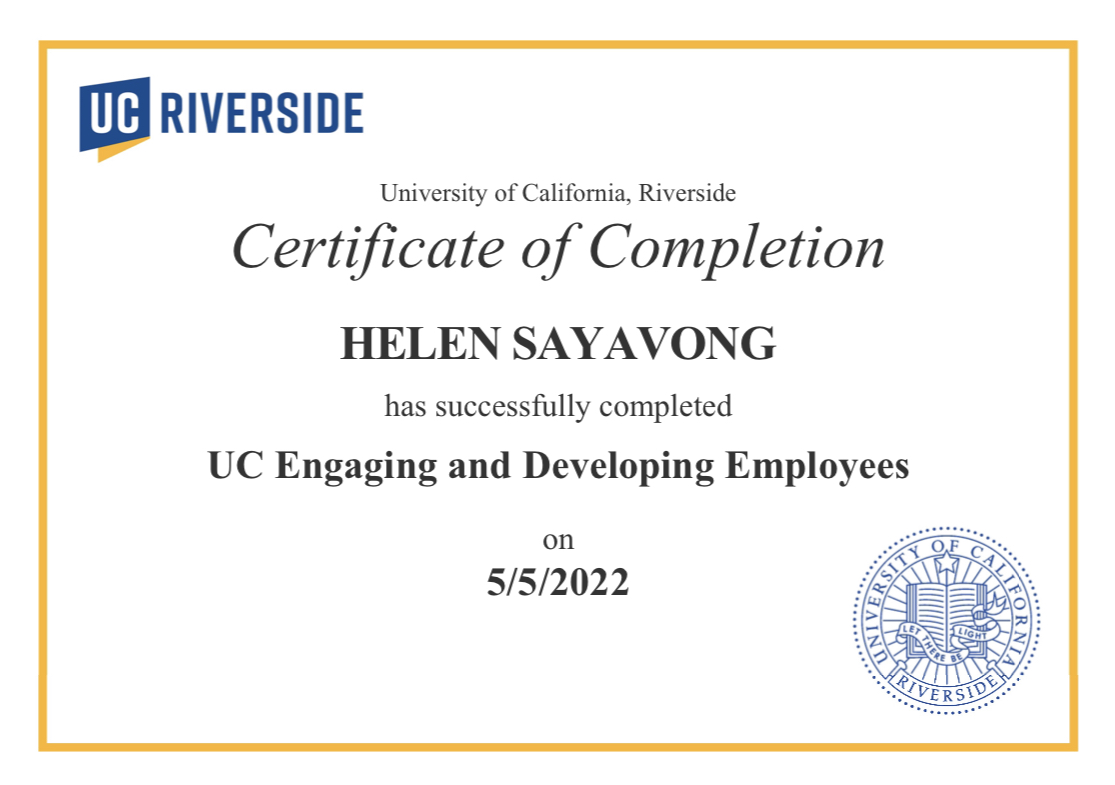 UC RIVERSIDE
University of California, Riverside
Certificate of Completion
HELEN SAYAVONG
has successfully completed
UC Engaging and Developing Employees
on
5/5/2022
UNIVERSITY OF CALIFORNIA
LET THERE BE LIGHT
RIVERSIDE